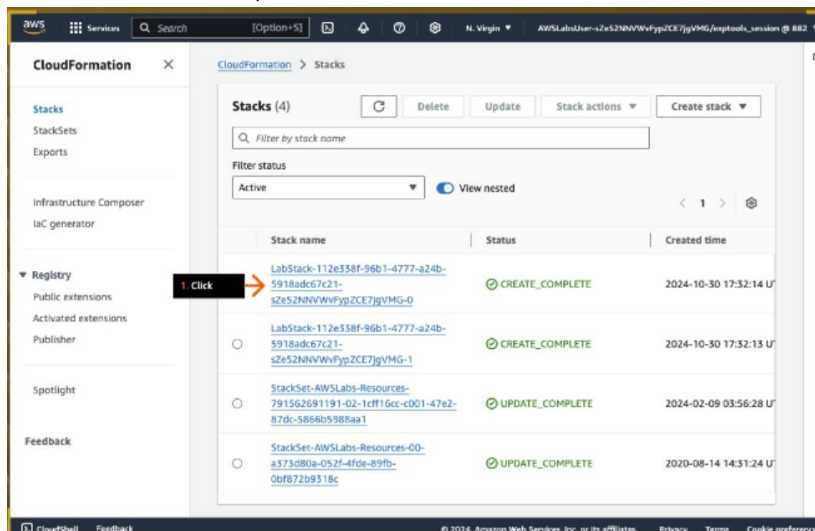 aws Services Search [Option+S] N. Virgin AWSLabsUser-sZe52NNVWvFypZCE7jgVMG/exptools_session @ 882
CloudFormation
CloudFormation > Stacks
Stacks
StackSets
Exports
Infrastructure Composer
IaC generator
Registry
Public extensions
Activated extensions
Publisher
Spotlight
Feedback
Stacks (4) Delete Update Stack actions Create stack
Filter by stack name
Filter status
Active View nested
< 1 >
Stack name Status Created time
1. Click
LabStack-112e338f-96b1-4777-a24b-
5918adc67c21-
sZe52NNVWvFypZCE7jgVMG-0
CREATE_COMPLETE 2024-10-30 17:32:14 U
LabStack-112e338f-96b1-4777-a24b-
5918adc67c21-
sZe52NNVWvFypZCE7jgVMG-1
CREATE_COMPLETE 2024-10-30 17:32:13 U
StackSet-AWSLabs-Resources-
791562691191-02-1cff16cc-c001-47e2-
87dc-5866b5988aa1
UPDATE_COMPLETE 2024-02-09 03:56:28 U
StackSet-AWSLabs-Resources-00-
a373d80a-052f-4fde-89fb-
0bf872b9318c
UPDATE_COMPLETE 2020-08-14 14:31:24 U
CloudShell Feedback © 2024, Amazon Web Services, Inc. or its affiliates. Privacy Terms Cookie preference